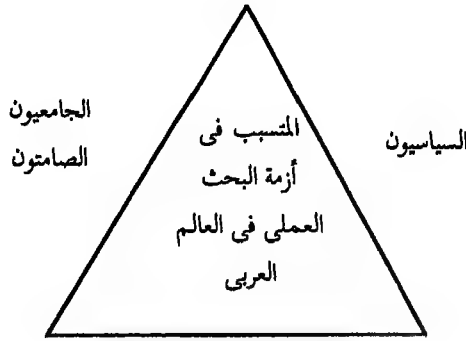 السياسيون
المتسبب فى
أزمة البحث
العملى فى العالم
العربى
الجامعيون
الصامتون